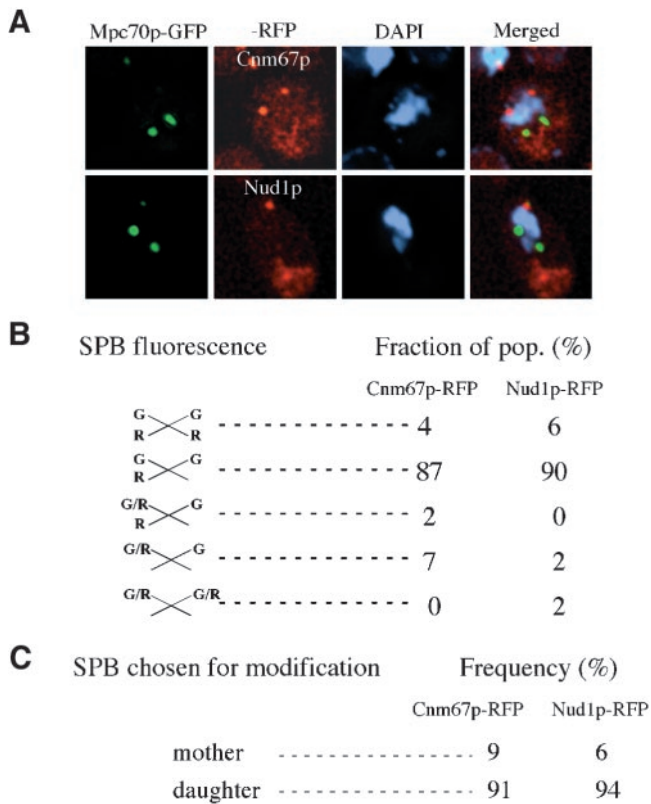 A
Mpc70p-GFP -RFP DAPI Merged
Cnm67p
Nud1p
B
SPB fluorescence Fraction of pop. (%)
Cnm67p-RFP Nud1p-RFP
G G
R R 4 6
G G
R 87 90
G/R G
R 2 0
G/R G 7 2
G/R G/R 0 2
C
SPB chosen for modification Frequency (%)
Cnm67p-RFP Nud1p-RFP
mother 9 6
daughter 91 94